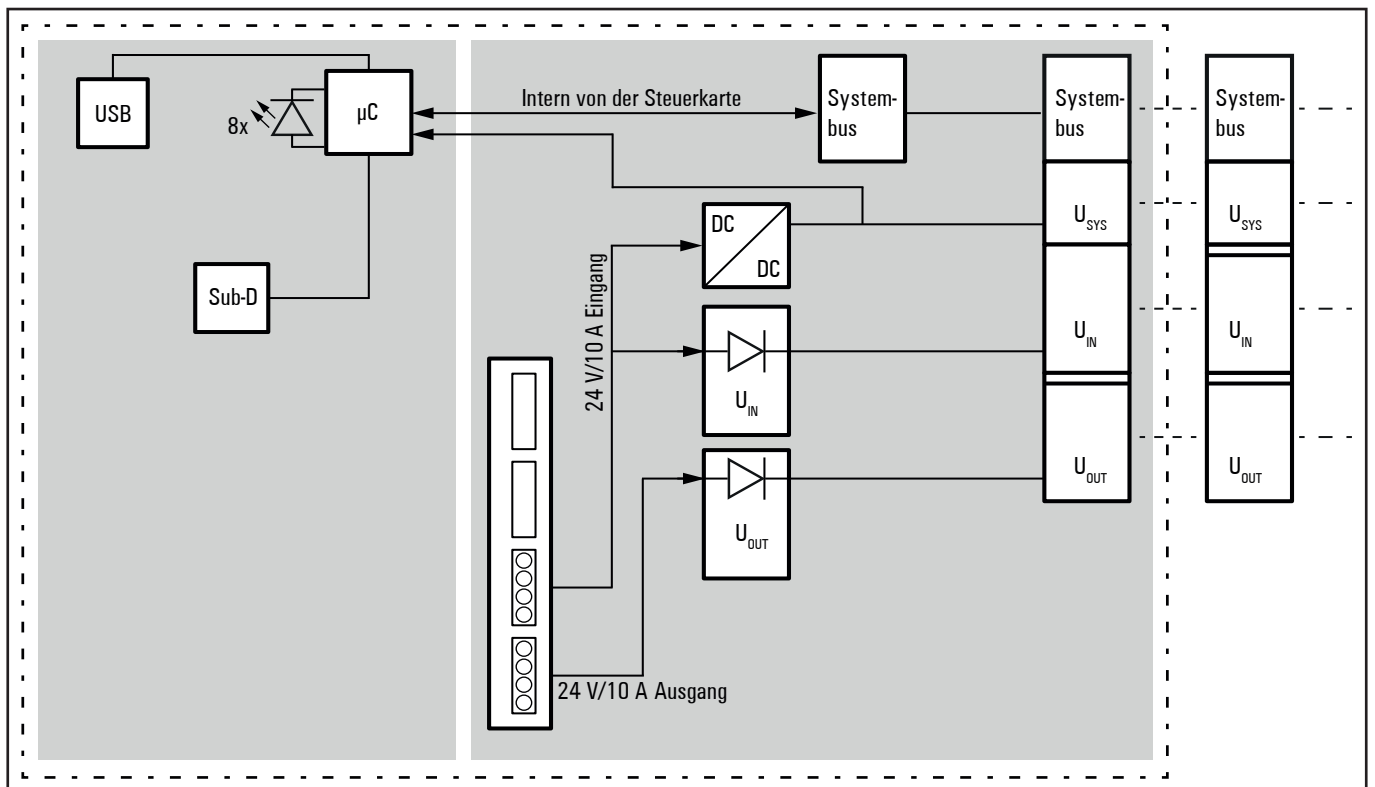 USB
8x
µC
Intern von der Steuerkarte
System-
bus
System-
bus
System-
bus
Sub-D
24 V/10 A Eingang
DC
DC
U_SYS
U_SYS
U_IN
U_IN
U_IN
U_OUT
U_OUT
U_OUT
24 V/10 A Ausgang